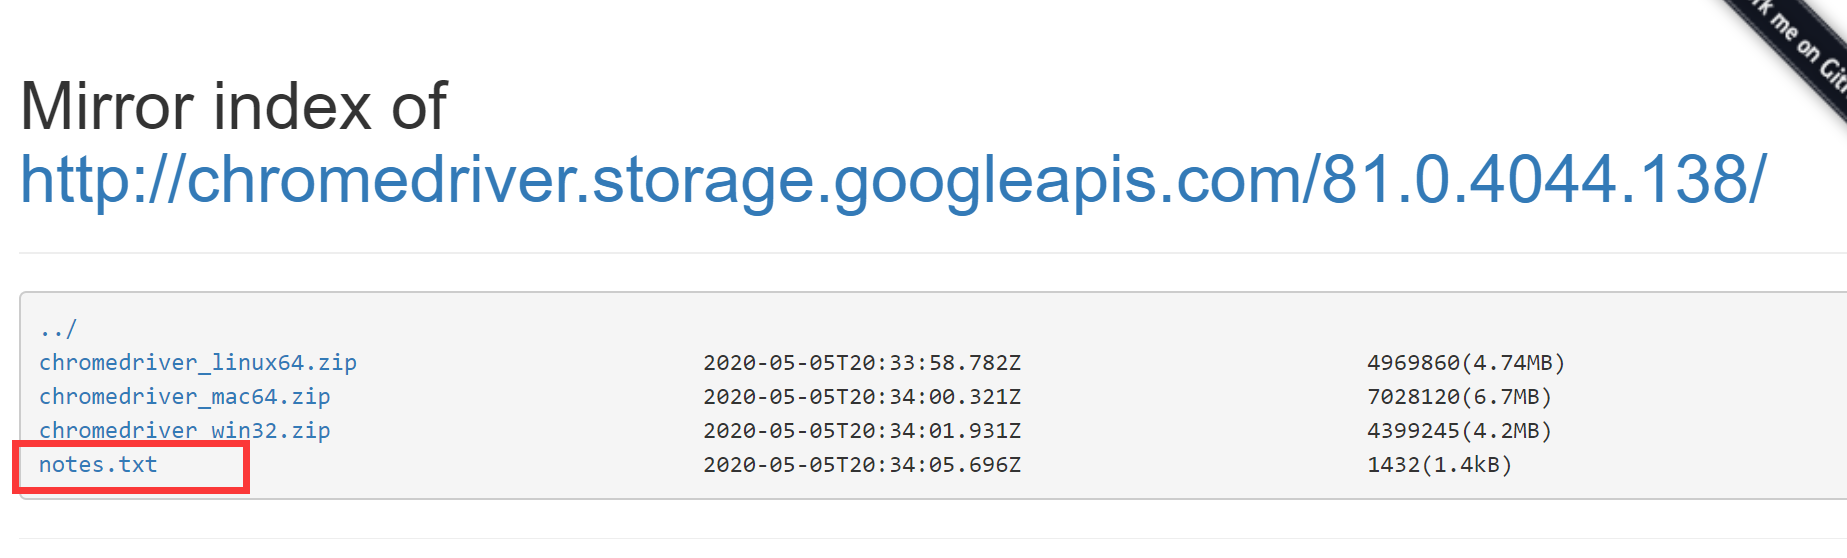 me on
Mirror index of
http://chromedriver.storage.googleapis.com/81.0.4044.138/
../
chromedriver_linux64.zip 2020-05-05T20:33:58.782Z 4969860(4.74MB)
chromedriver_mac64.zip 2020-05-05T20:34:00.321Z 7028120(6.7MB)
chromedriver_win32.zip 2020-05-05T20:34:01.931Z 4399245(4.2MB)
notes.txt 2020-05-05T20:34:05.696Z 1432(1.4kB)